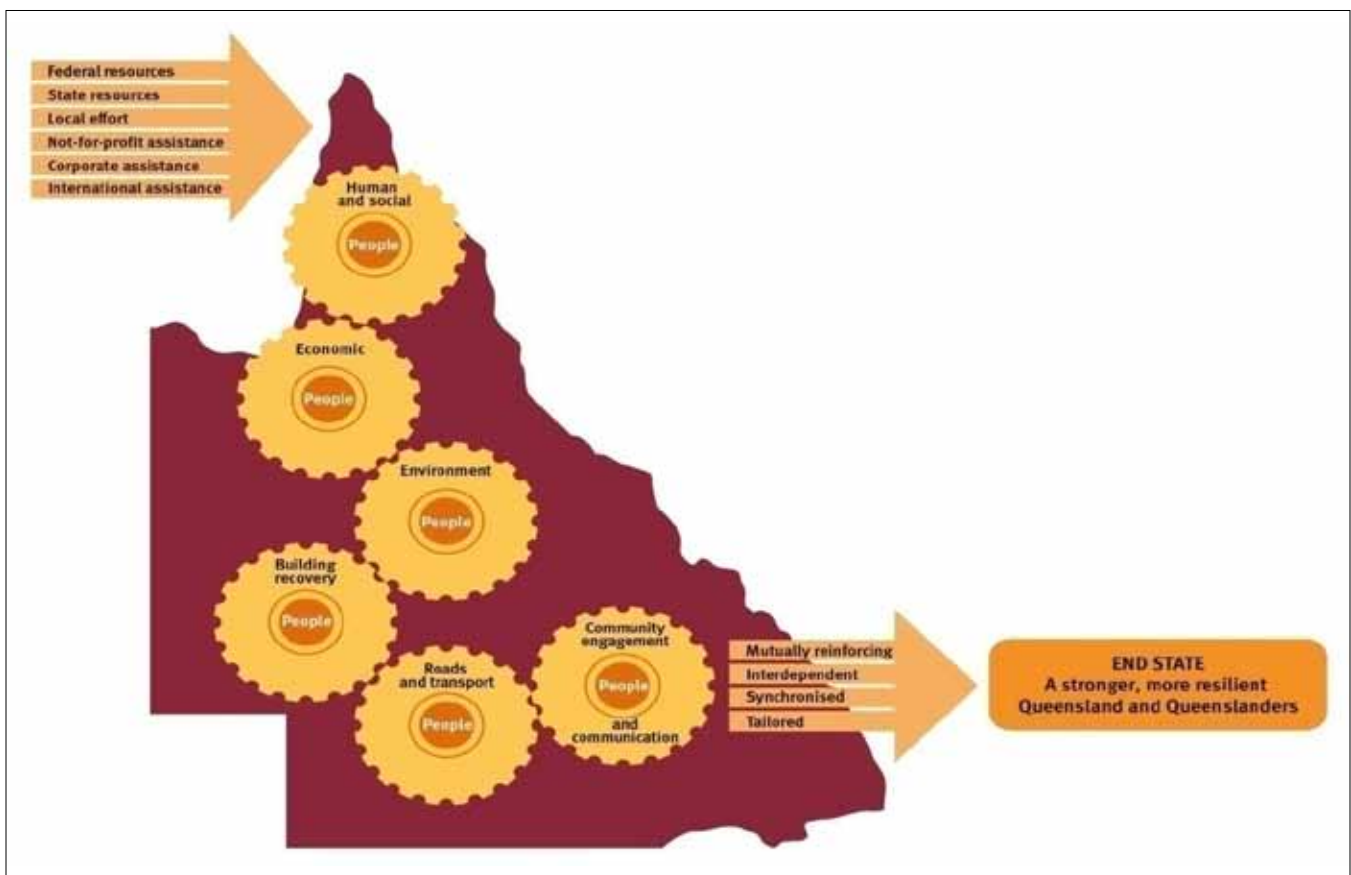 Federal resources
State resources
Local effort
Not-for-profit assistance
Corporate assistance
International assistance
Human
and social
People
Economic
People
Environment
People
Building
recovery
People
Roads
and transport
People
Community
engagement
People
and
communication
Mutually reinforcing
Interdependent
Synchronised
Tailored
END STATE
A stronger, more resilient
Queensland and Queenslanders